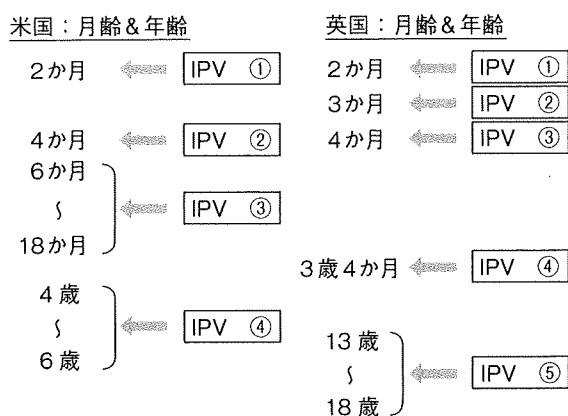 米国：月齢＆年齢
2か月 IPV ①
4か月 IPV ②
6か月
〜
18か月
IPV ③
4歳
〜
6歳
IPV ④
英国：月齢＆年齢
2か月 IPV ①
3か月 IPV ②
4か月 IPV ③
3歳4か月 IPV ④
13歳
〜
18歳
IPV ⑤